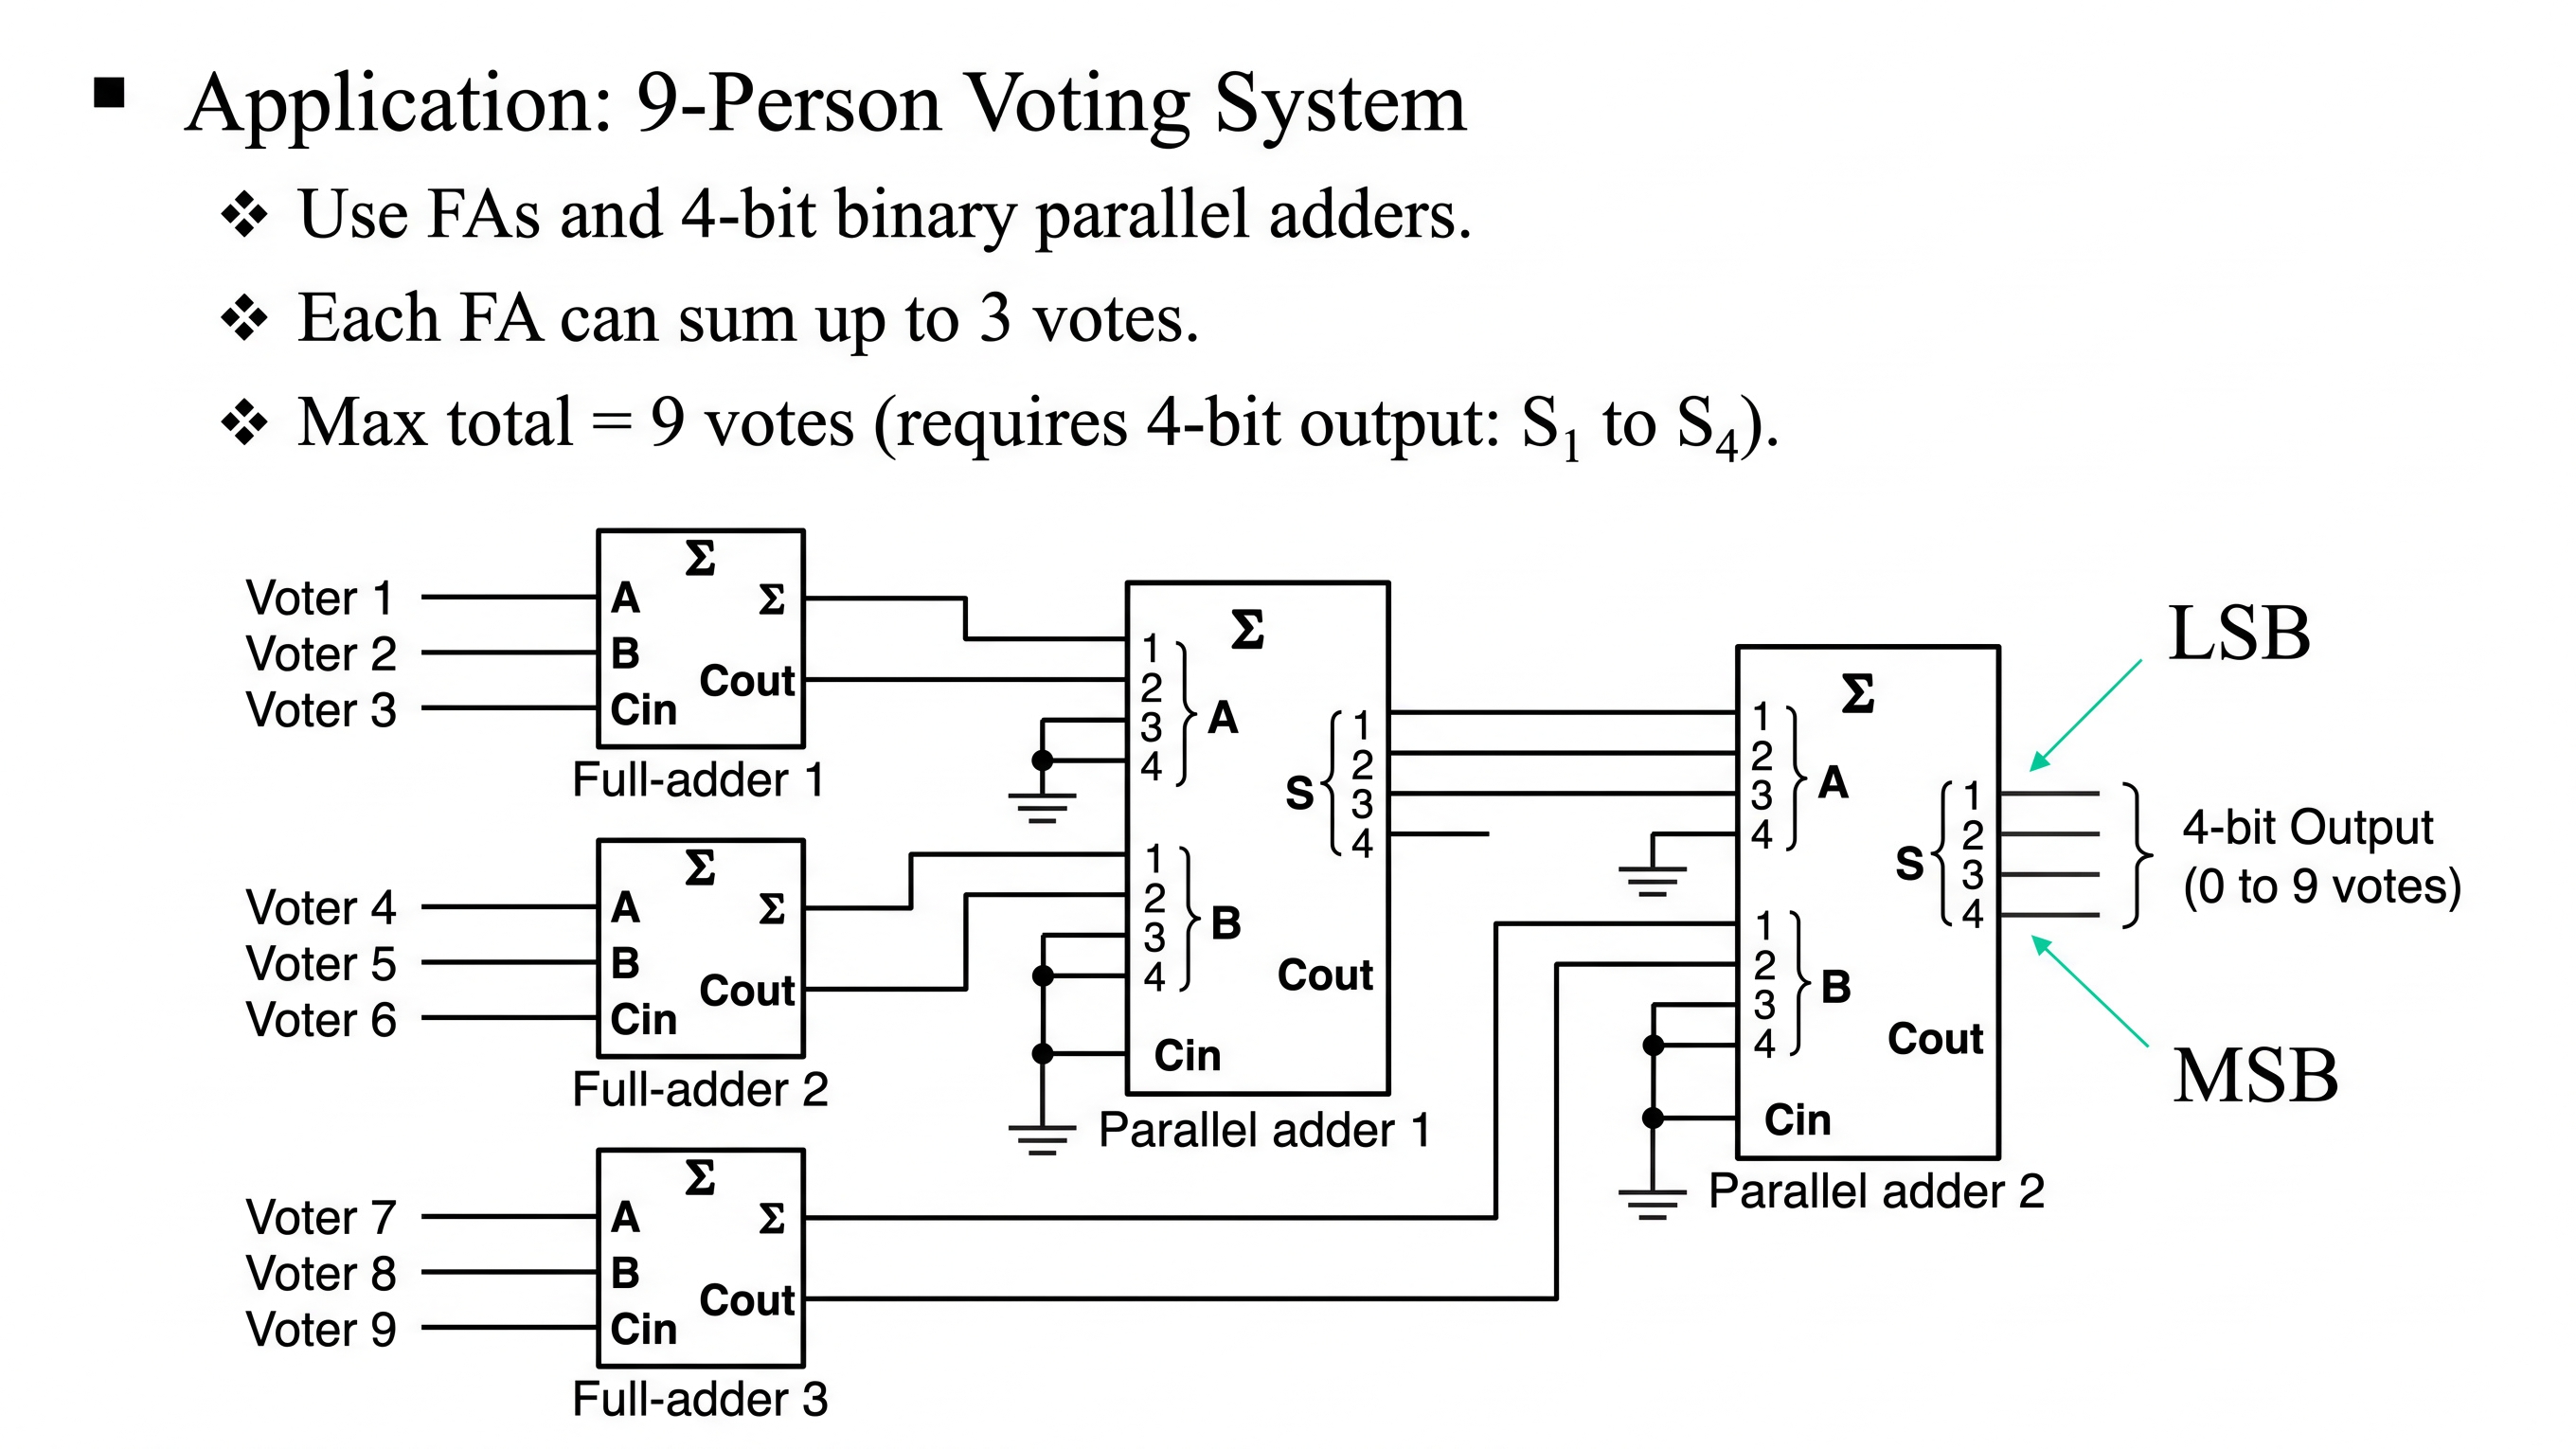 ■ Application: 9-Person Voting System
❖ Use FAs and 4-bit binary parallel adders.
❖ Each FA can sum up to 3 votes.
❖ Max total = 9 votes (requires 4-bit output: S₁ to S₄).
Voter 1
Voter 2
Voter 3
Σ
A
B
Cin
Σ
Cout
Full-adder 1
Voter 4
Voter 5
Voter 6
Σ
A
B
Cin
Σ
Cout
Full-adder 2
Voter 7
Voter 8
Voter 9
Σ
A
B
Cin
Σ
Cout
Full-adder 3
Σ
1
2
3
4
A
1
2
3
4
B
Cin
S
1
2
3
4
Cout
Parallel adder 1
Σ
1
2
3
4
A
1
2
3
4
B
Cin
S
1
2
3
4
Cout
Parallel adder 2
LSB
4-bit Output
(0 to 9 votes)
MSB